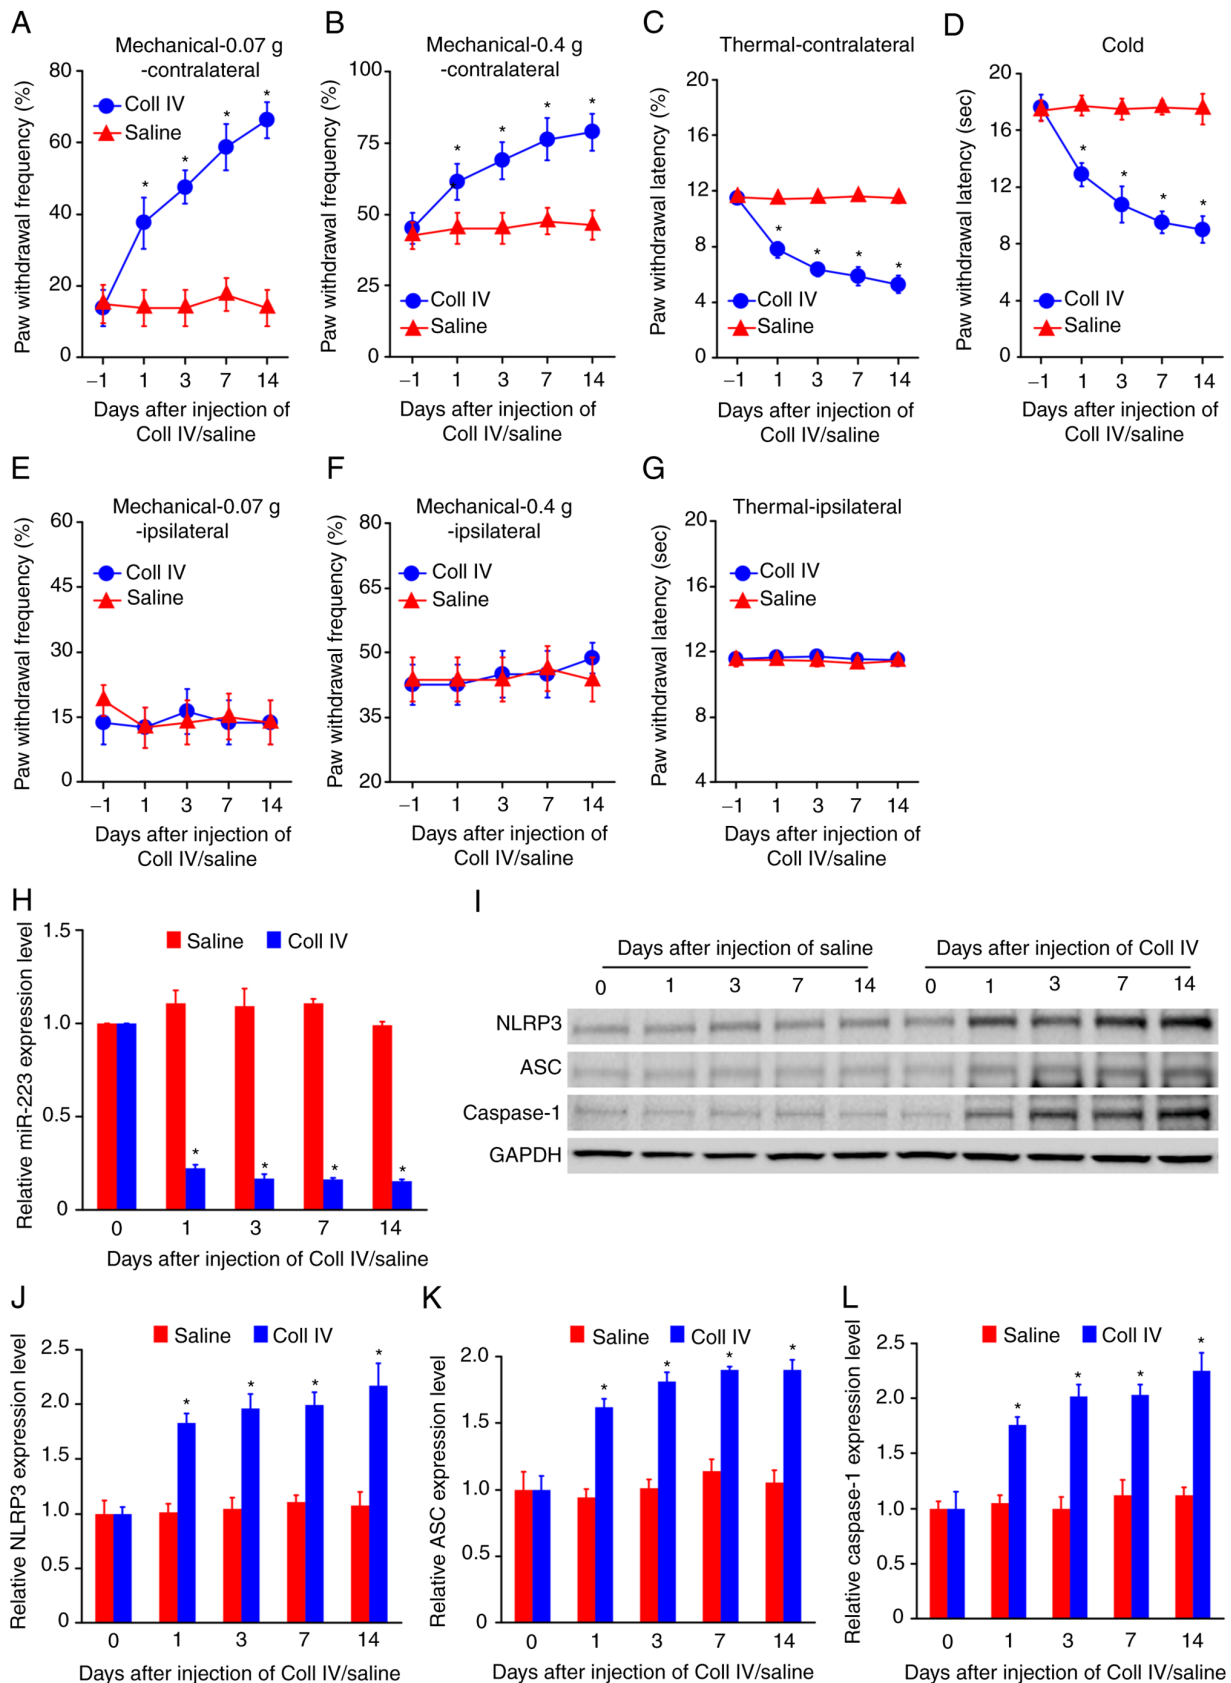 A
Mechanical-0.07 g
-contralateral
Paw withdrawal frequency (%)
80
60
40
20
0
Coll IV
Saline
*
*
*
*
–1 1 3 7 14
Days after injection of
Coll IV/saline
B
Mechanical-0.4 g
-contralateral
Paw withdrawal frequency (%)
100
75
50
25
0
*
*
*
*
Coll IV
Saline
–1 1 3 7 14
Days after injection of
Coll IV/saline
C
Thermal-contralateral
Paw withdrawal latency (%)
20
16
12
8
4
0
*
*
*
*
Coll IV
Saline
–1 1 3 7 14
Days after injection of
Coll IV/saline
D
Cold
Paw withdrawal latency (sec)
20
16
12
8
4
0
*
*
*
*
Coll IV
Saline
–1 1 3 7 14
Days after injection of
Coll IV/saline
E
Mechanical-0.07 g
-ipsilateral
Paw withdrawal frequency (%)
60
45
30
15
0
Coll IV
Saline
–1 1 3 7 14
Days after injection of
Coll IV/saline
F
Mechanical-0.4 g
-ipsilateral
Paw withdrawal frequency (%)
80
65
50
35
20
Coll IV
Saline
–1 1 3 7 14
Days after injection of
Coll IV/saline
G
Thermal-ipsilateral
Paw withdrawal latency (sec)
20
16
12
8
4
Coll IV
Saline
–1 1 3 7 14
Days after injection of
Coll IV/saline
H
Relative miR-223 expression level
1.5
1.0
0.5
0
Saline Coll IV
* * * *
0 1 3 7 14
Days after injection of Coll IV/saline
I
Days after injection of saline Days after injection of Coll IV
0 1 3 7 14 0 1 3 7 14
NLRP3
ASC
Caspase-1
GAPDH
J
Relative NLRP3 expression level
2.5
2.0
1.5
1.0
0.5
0
Saline Coll IV
* * * *
0 1 3 7 14
Days after injection of Coll IV/saline
K
Relative ASC expression level
2.0
1.5
1.0
0.5
0
Saline Coll IV
* * * *
0 1 3 7 14
Days after injection of Coll IV/saline
L
Relative caspase-1 expression level
2.5
2.0
1.5
1.0
0.5
0
Saline Coll IV
* * * *
0 1 3 7 14
Days after injection of Coll IV/saline